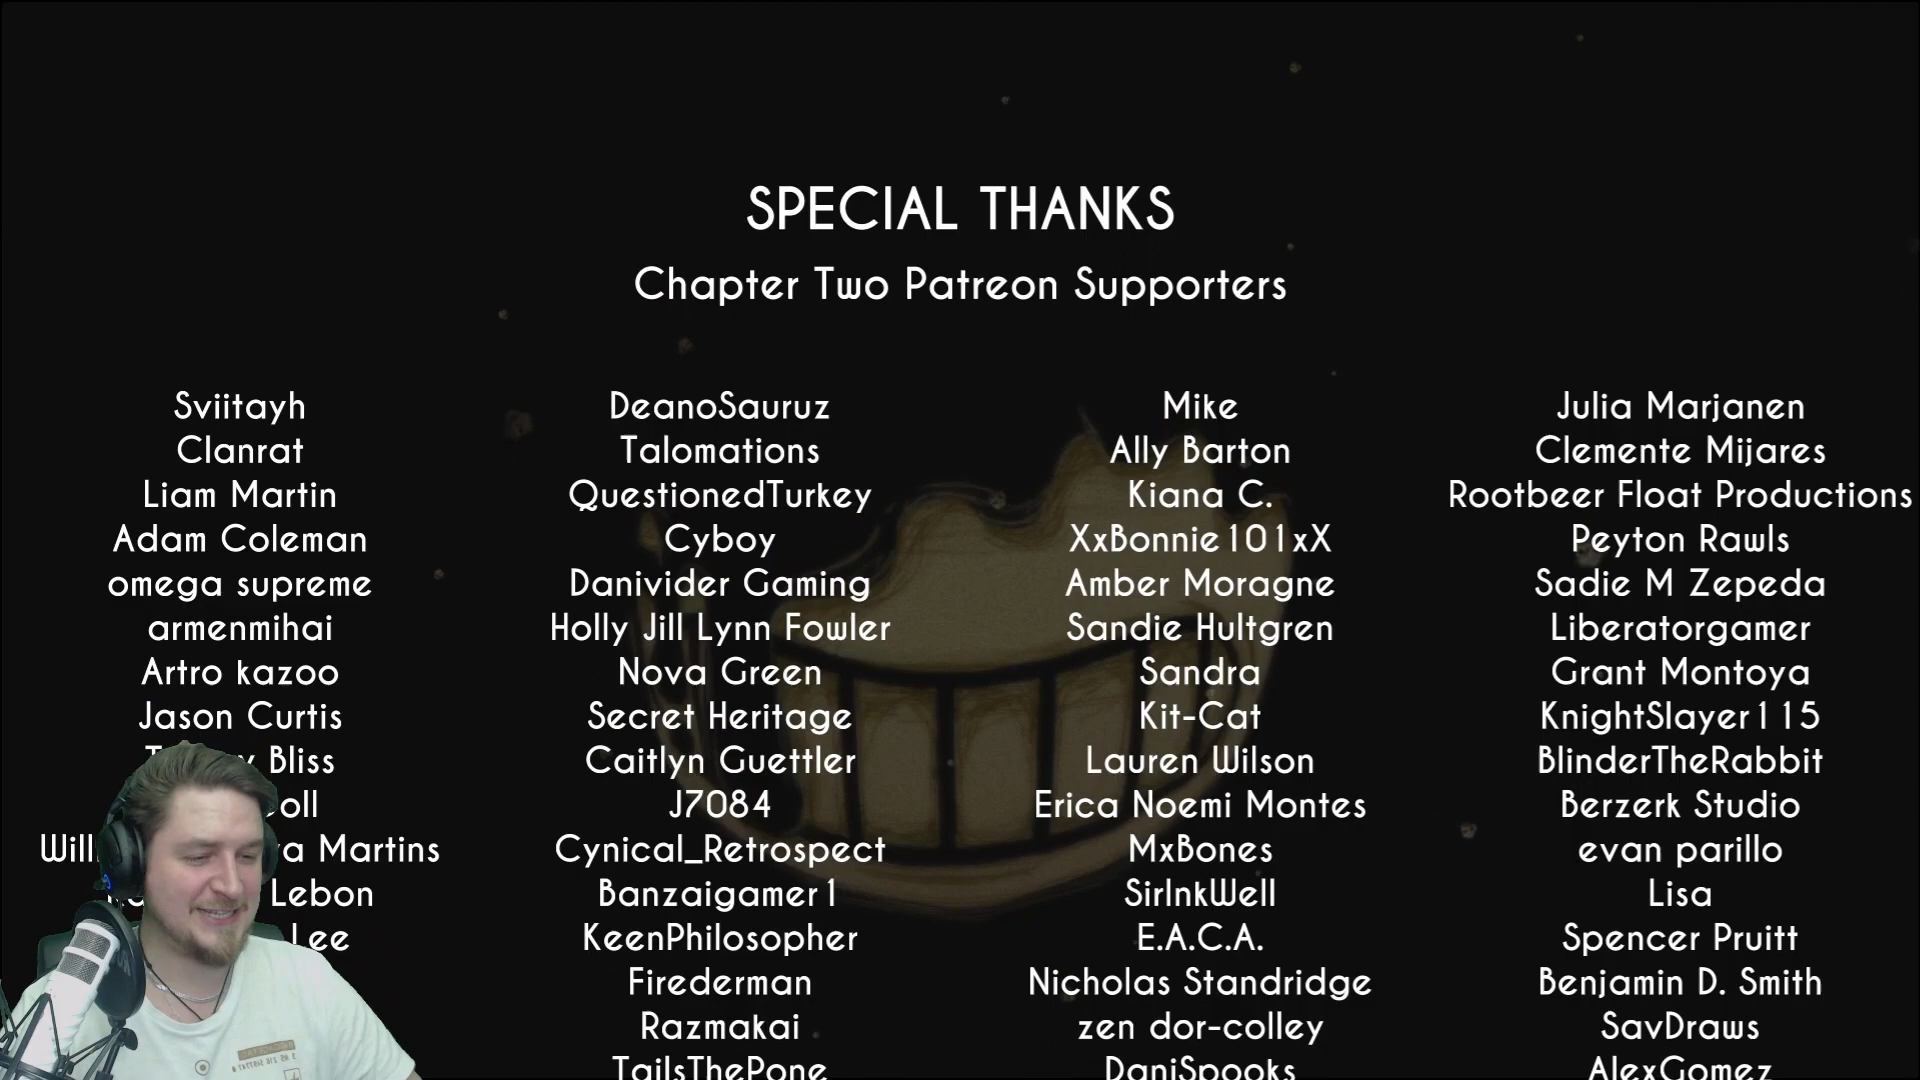 SPECIAL THANKS
Chapter Two Patreon Supporters
Sviitayh DeanoSauruz Mike Julia Marjanen
Clanrat Talomations Ally Barton Clemente Mijares
Liam Martin QuestionedTurkey Kiana C. Rootbeer Float Productions
Adam Coleman Cyboy XxBonnie101xX Peyton Rawls
omega supreme Danivider Gaming Amber Moragne Sadie M Zepeda
armenmihai Holly Jill Lynn Fowler Sandie Hultgren Liberatorgamer
Artro kazoo Nova Green Sandra Grant Montoya
Jason Curtis Secret Heritage Kit-Cat KnightSlayer115
Bliss Caitlyn Guettler Lauren Wilson BlinderTheRabbit
J7084 Erica Noemi Montes Berzerk Studio
Martins Cynical_Retrospect MxBones evan parillo
Lebon Banzaigamer1 SirInkWell Lisa
Lee KeenPhilosopher E.A.C.A. Spencer Pruitt
Firederman Nicholas Standridge Benjamin D. Smith
Razmakai zen dor-colley SavDraws
TailsThePone DaniSpooks AlexGomez